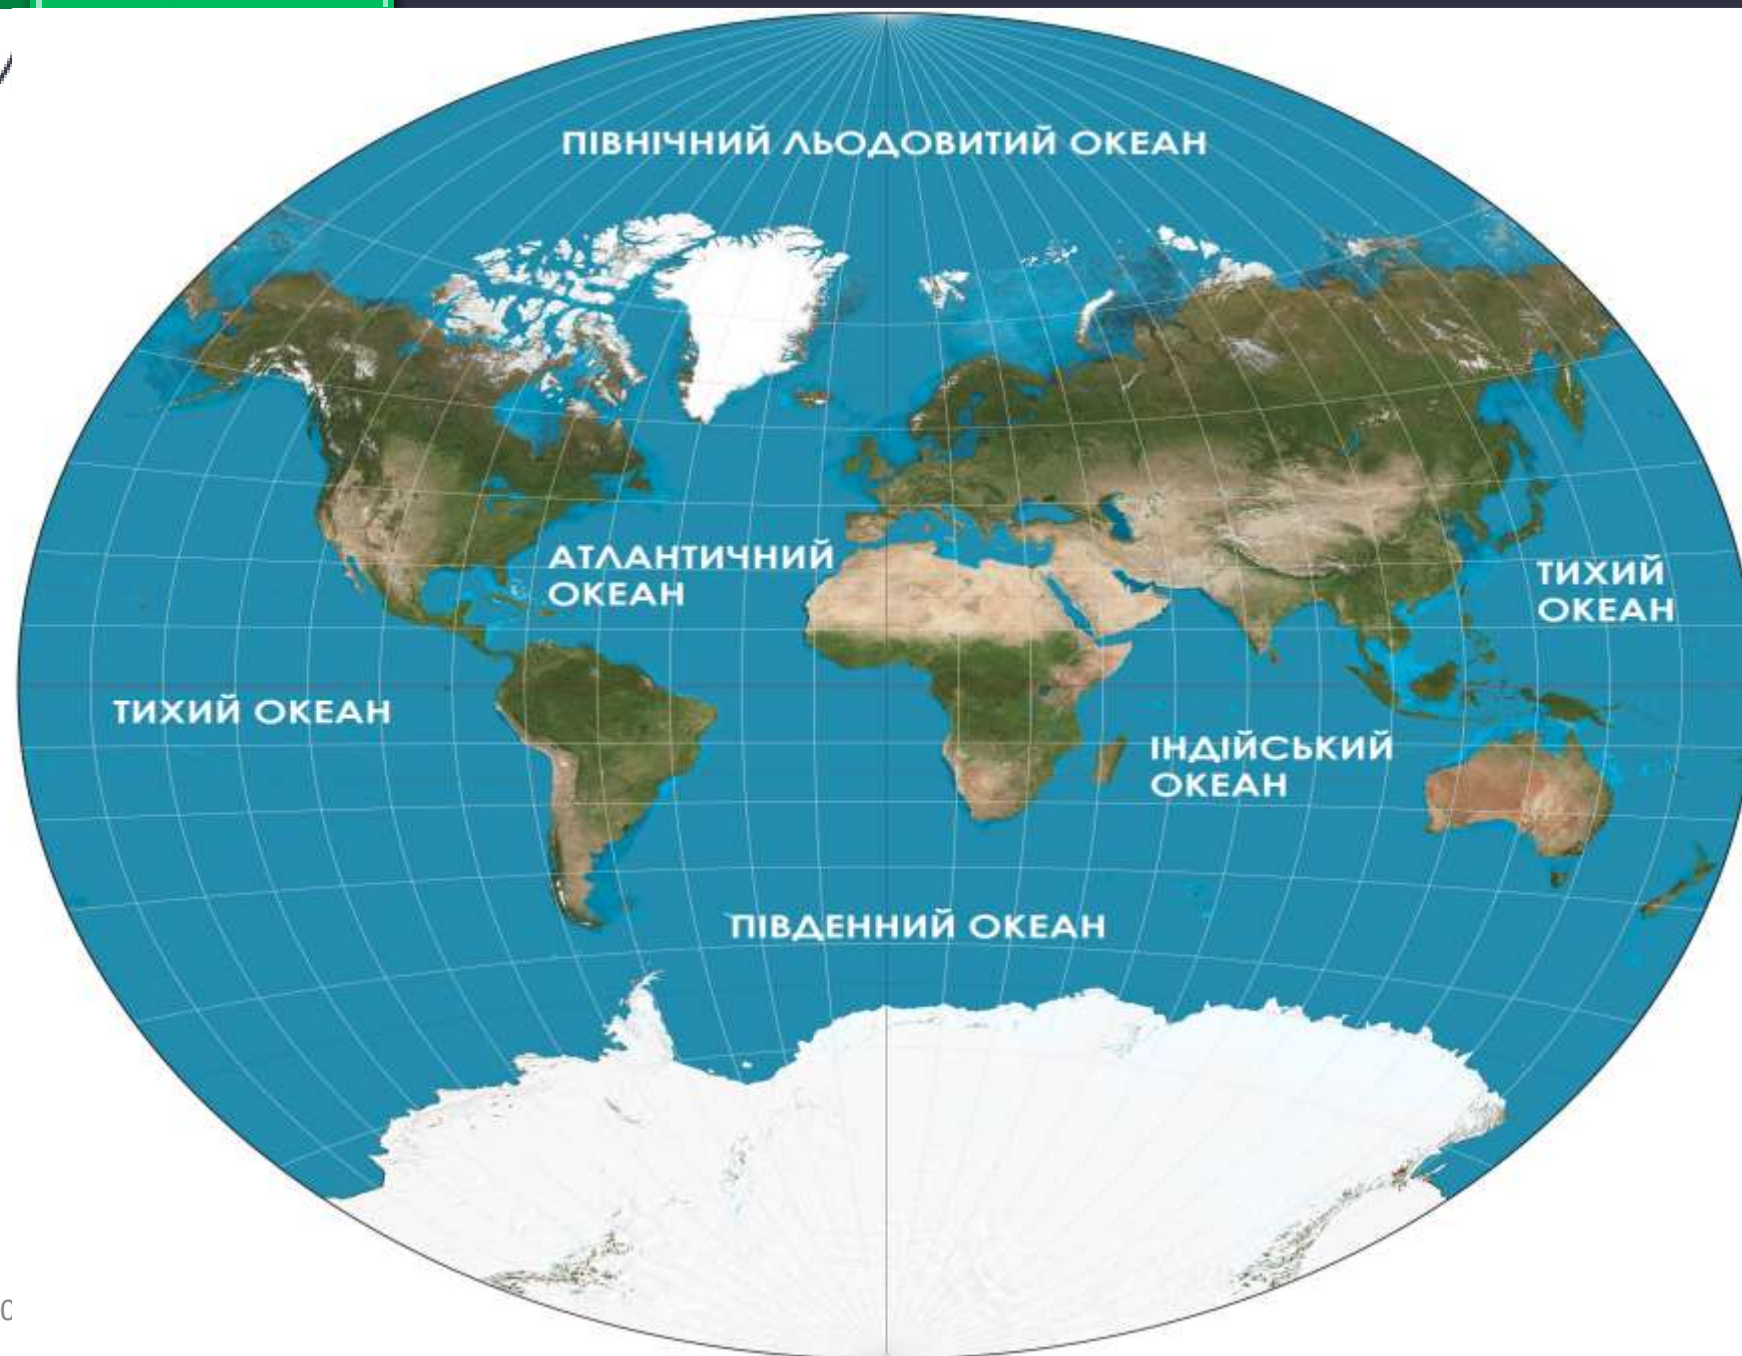 ПІВНІЧНИЙ ЛЬОДОВИТИЙ ОКЕАН
АТЛАНТИЧНИЙ
ОКЕАН
ТИХИЙ
ОКЕАН
ТИХИЙ ОКЕАН
ІНДІЙСЬКИЙ
ОКЕАН
ПІВДЕННИЙ ОКЕАН